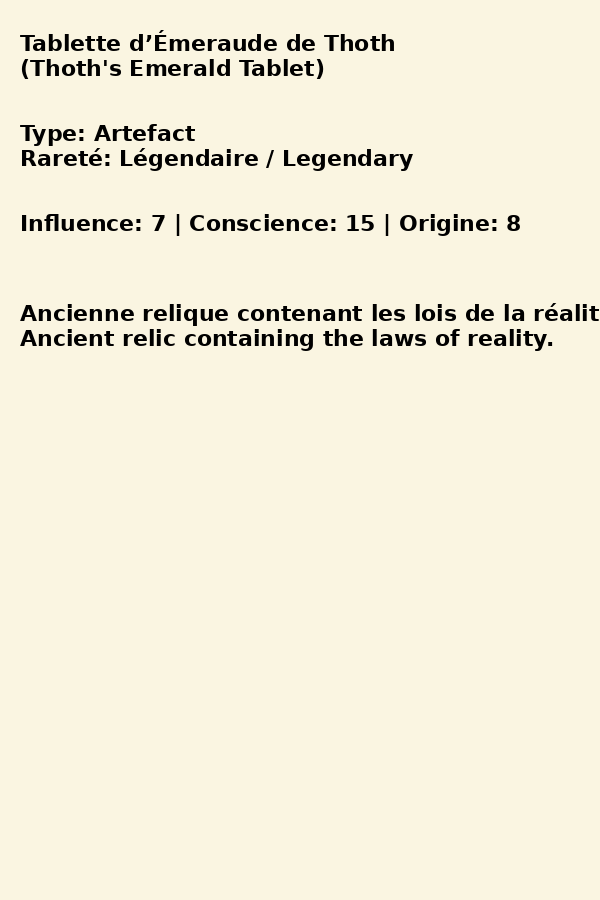 Tablette d’Émeraude de Thoth
(Thoth's Emerald Tablet)
Type: Artefact
Rareté: Légendaire / Legendary
Influence: 7 | Conscience: 15 | Origine: 8
Ancienne relique contenant les lois de la réalit
Ancient relic containing the laws of reality.